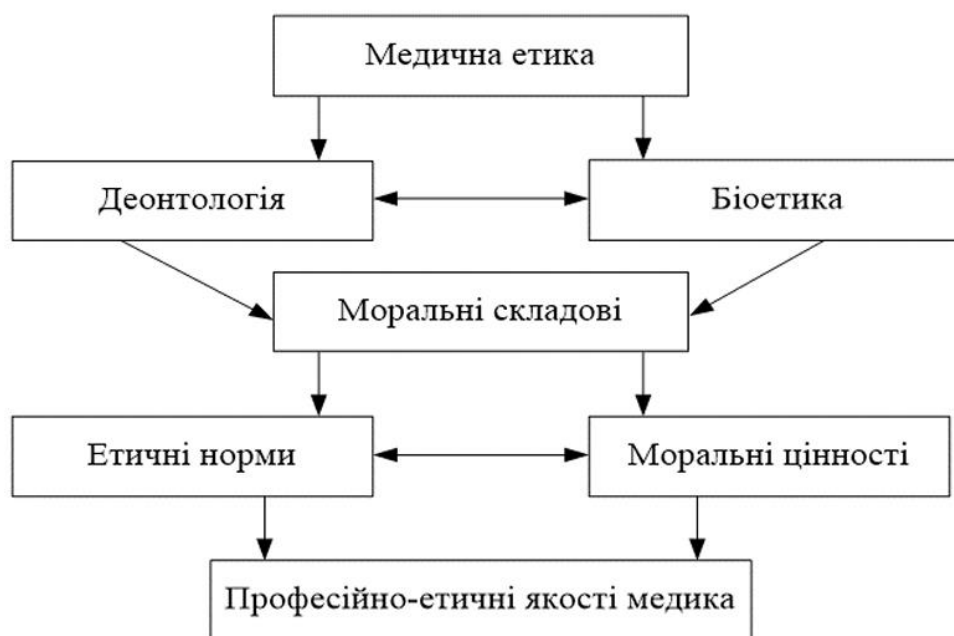 Медична етика
Деонтологія
Біоетика
Моральні складові
Етичні норми
Моральні цінності
Професійно-етичні якості медика